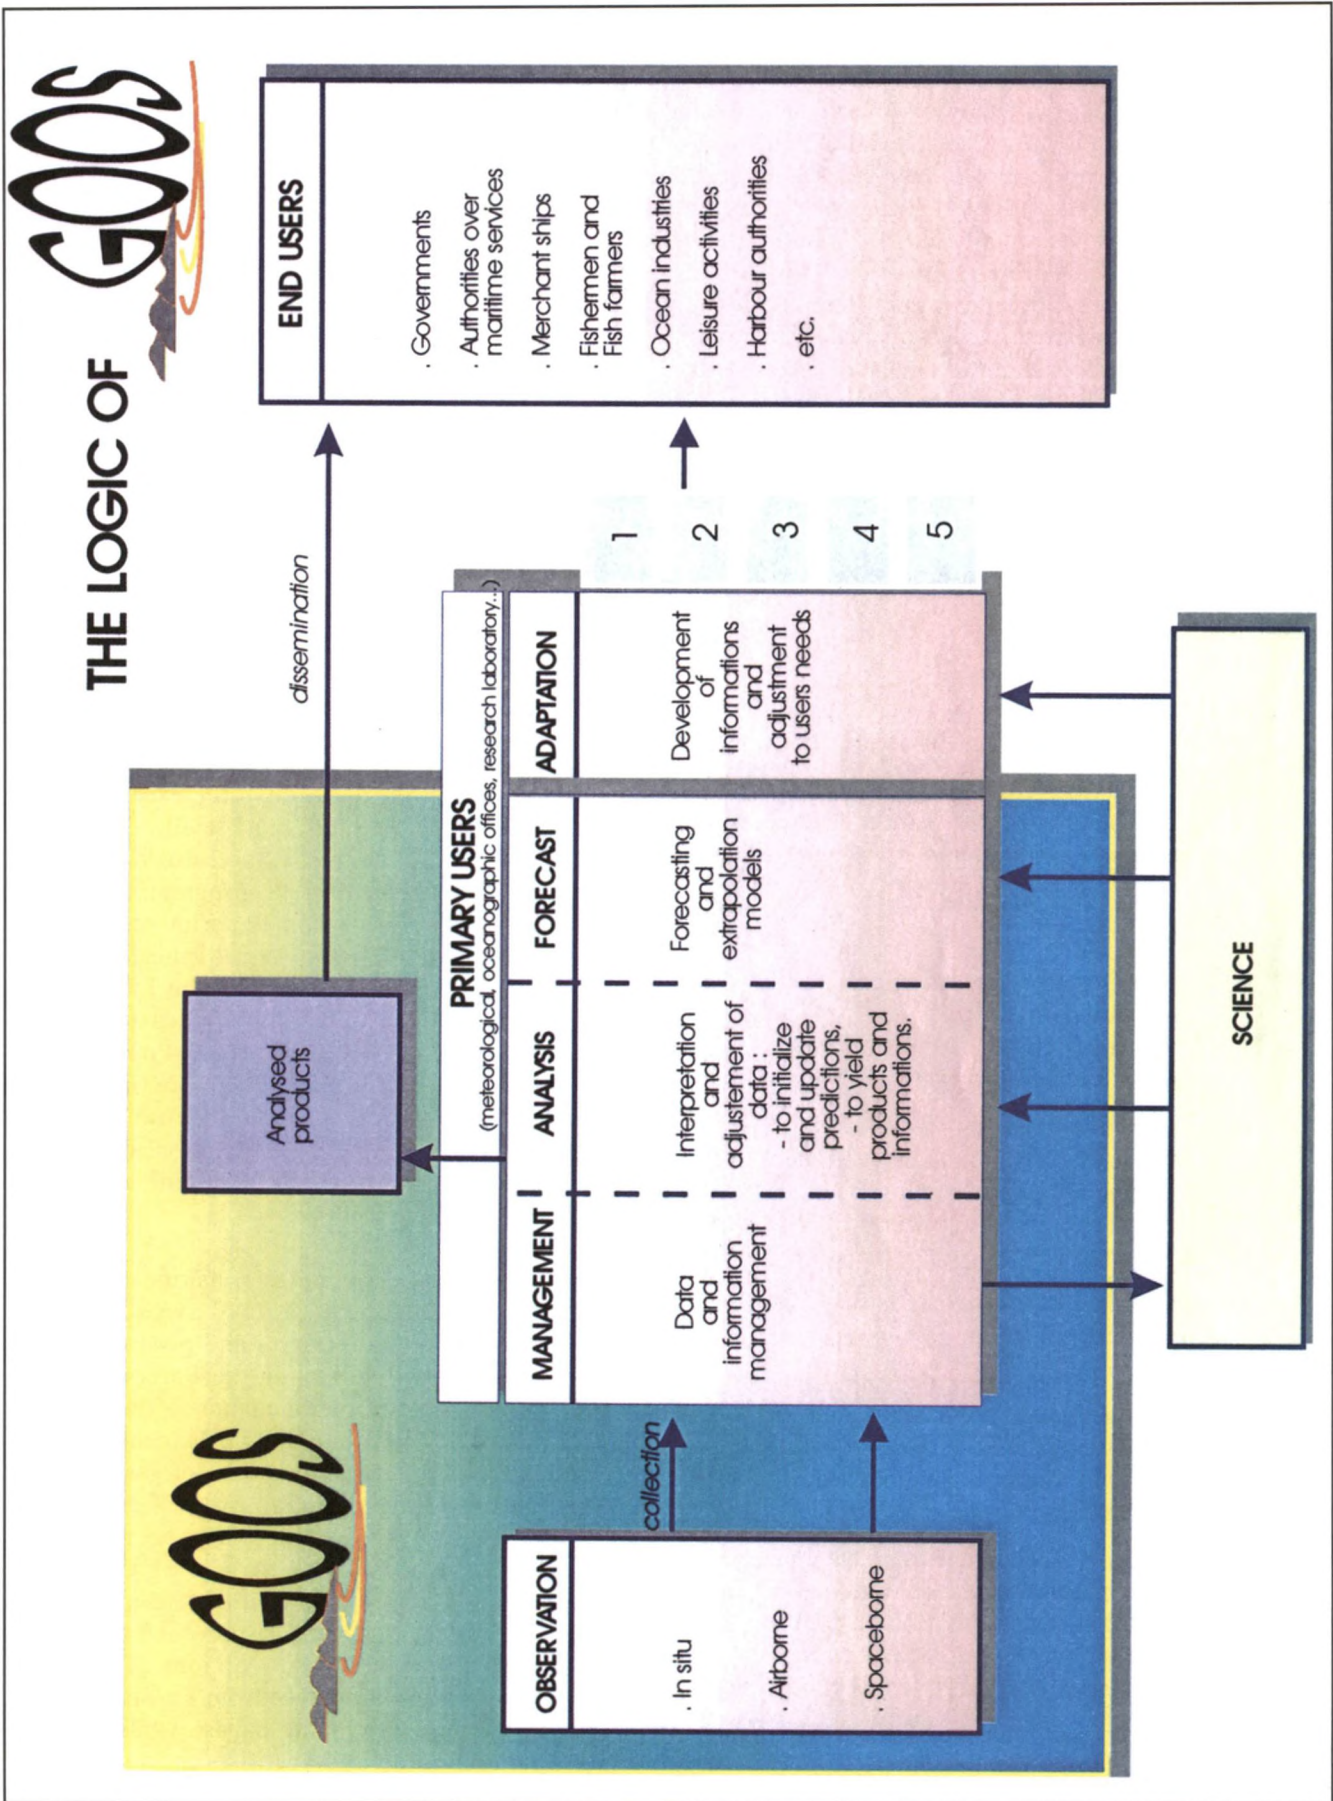 THE LOGIC OF GOOS
GOOS
Analysed
products
dissemination
OBSERVATION
. In situ
. Airborne
. Spaceborne
collection
PRIMARY USERS
(meteorological, oceanographic offices, research laboratory...)
MANAGEMENT
Data
and
information
management
ANALYSIS
Interpretation
and
adjustement of
data :
- to initialize
and update
predictions,
- to yield
products and
informations.
FORECAST
Forecasting
and
extrapolation
models
ADAPTATION
Development
of
informations
and
adjustment
to users needs
1
2
3
4
5
END USERS
. Governments
. Authorities over
maritime services
. Merchant ships
. Fishermen and
Fish farmers
. Ocean industries
. Leisure activities
. Harbour authorities
. etc.
SCIENCE